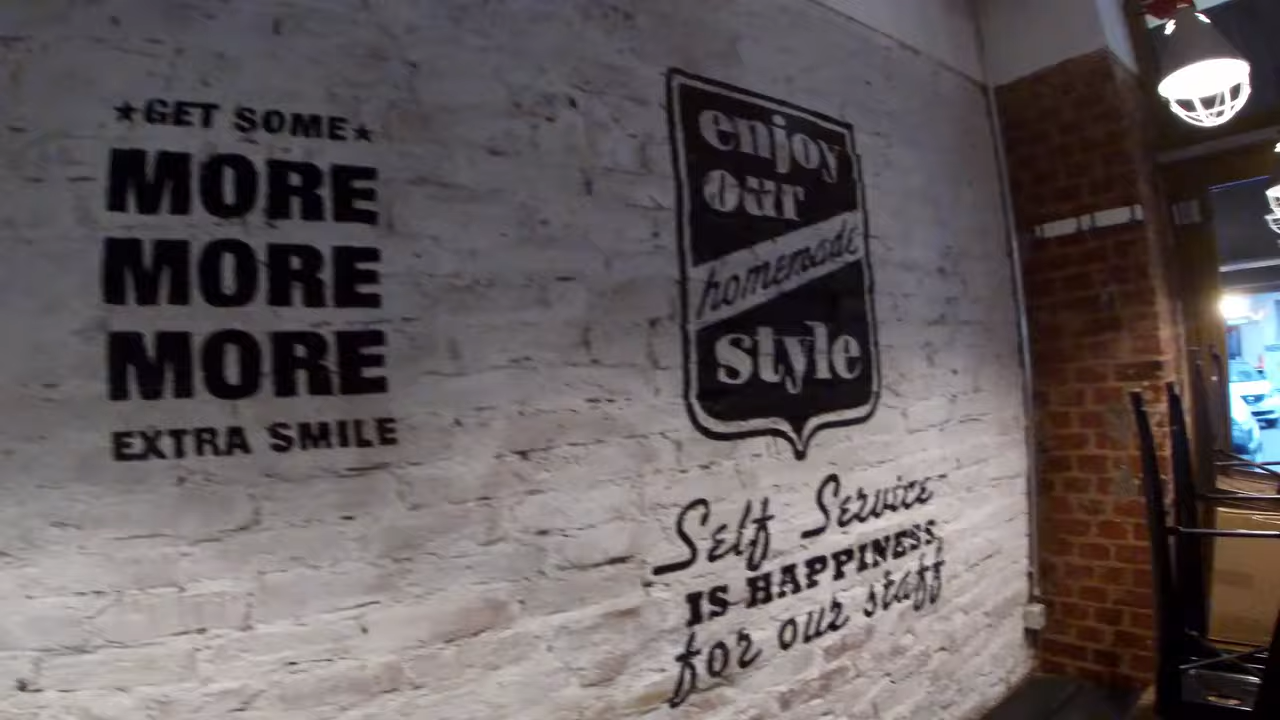 ★GET SOME★
MORE
MORE
MORE
EXTRA SMILE
enjoy
our
homemade
style
Self Service
IS HAPPINESS
for our staff